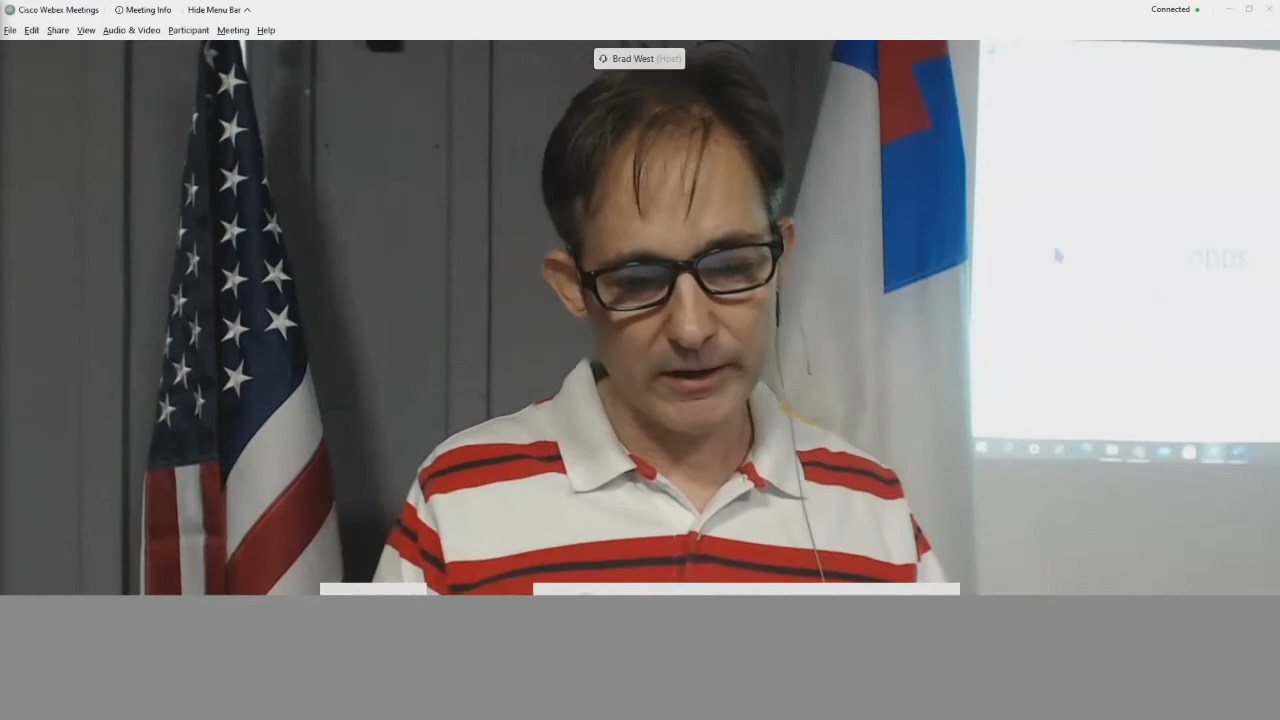 Cisco Webex Meetings Meeting Info Hide Menu Bar Connected
File Edit Share View Audio & Video Participant Meeting Help
Brad West (Host)